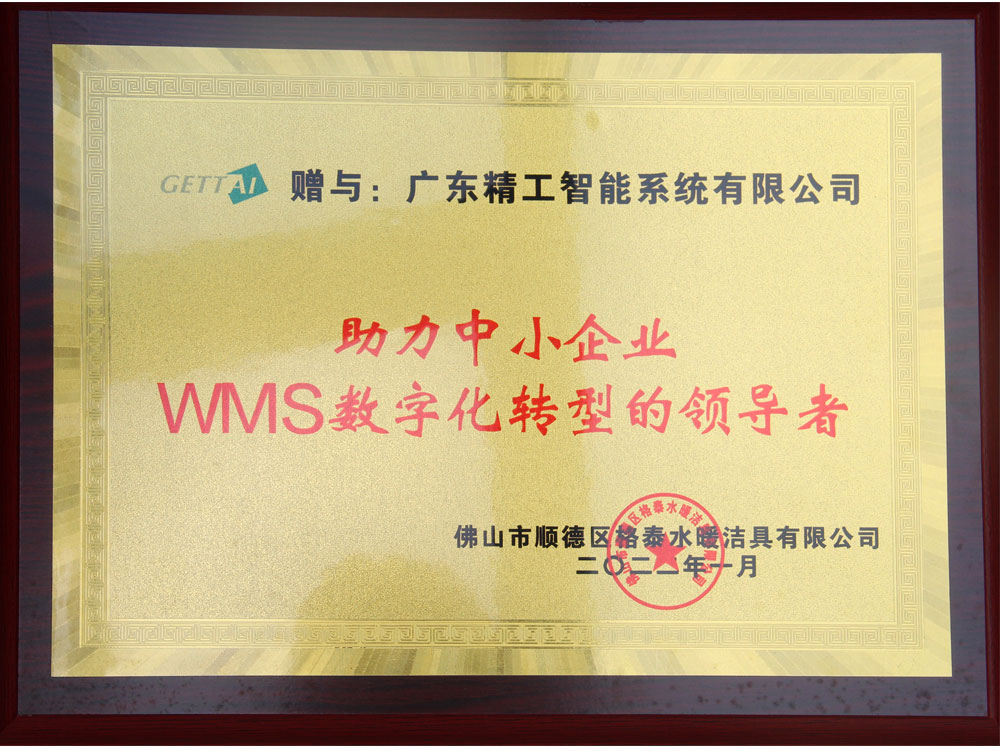 GETTAI 赠与：广东精工智能系统有限公司
助力中小企业
WMS数字化转型的领导者
佛山市顺德区格泰水暖洁具有限公司
二〇二二年一月